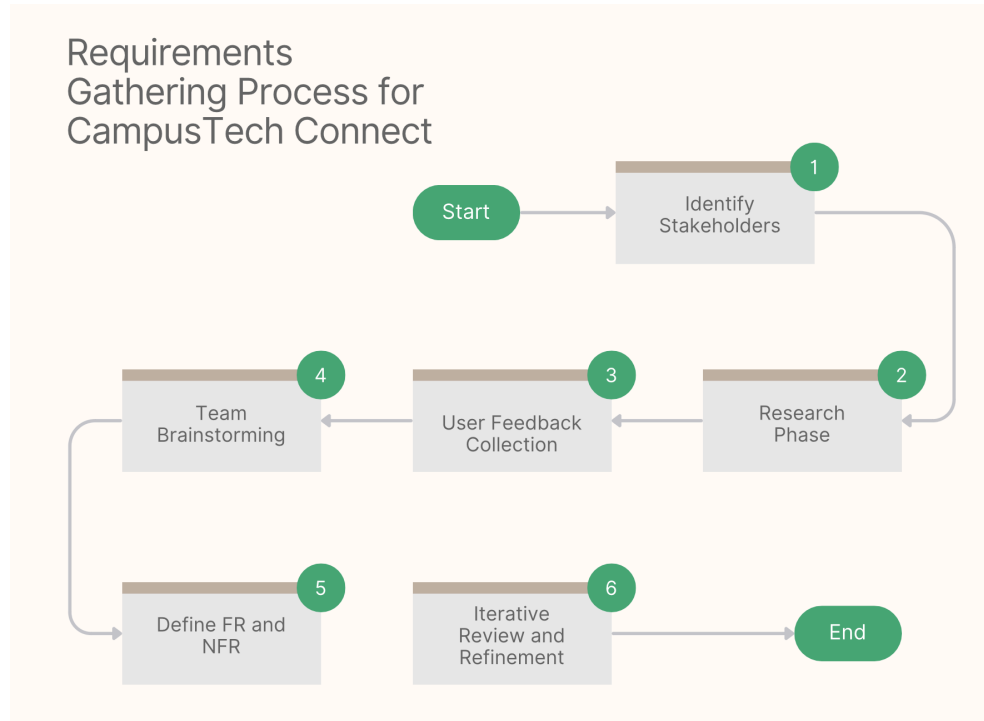 Requirements
Gathering Process for
CampusTech Connect
Start
1
Identify
Stakeholders
2
Research
Phase
3
User Feedback
Collection
4
Team
Brainstorming
5
Define FR and
NFR
6
Iterative
Review and
Refinement
End